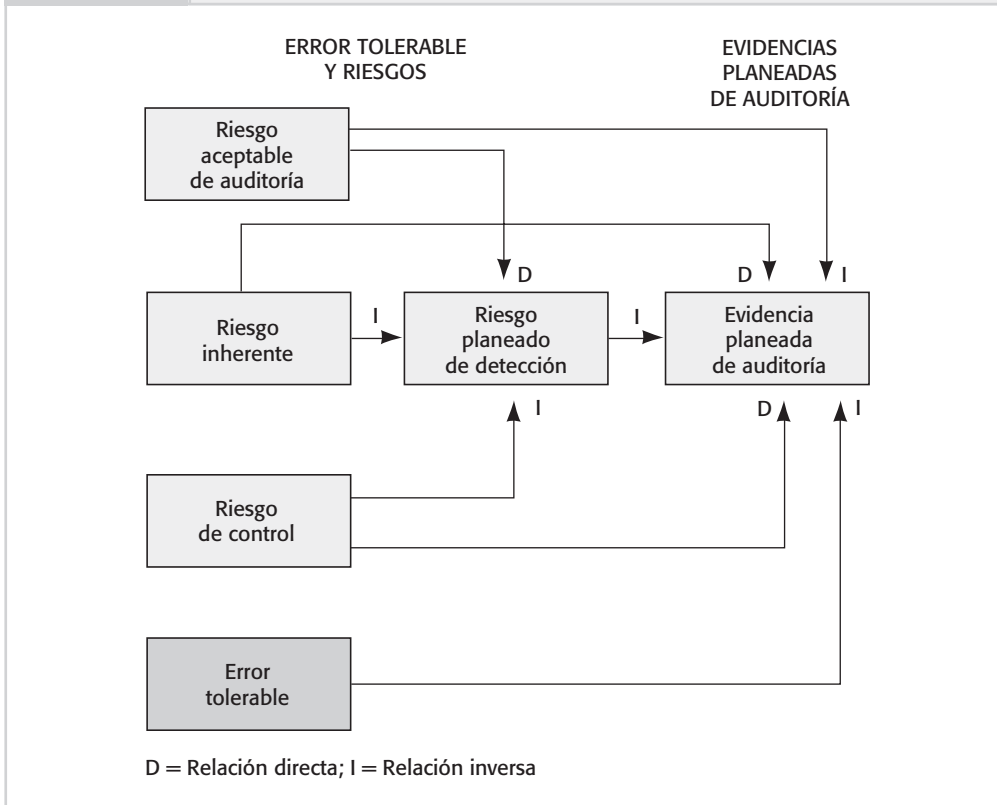 ERROR TOLERABLE
Y RIESGOS
EVIDENCIAS
PLANEADAS
DE AUDITORÍA
Riesgo
aceptable
de auditoría
D
D
I
Riesgo
inherente
I
Riesgo
planeado
de detección
I
Evidencia
planeada
de auditoría
I
D
I
Riesgo
de control
Error
tolerable
D = Relación directa; I = Relación inversa